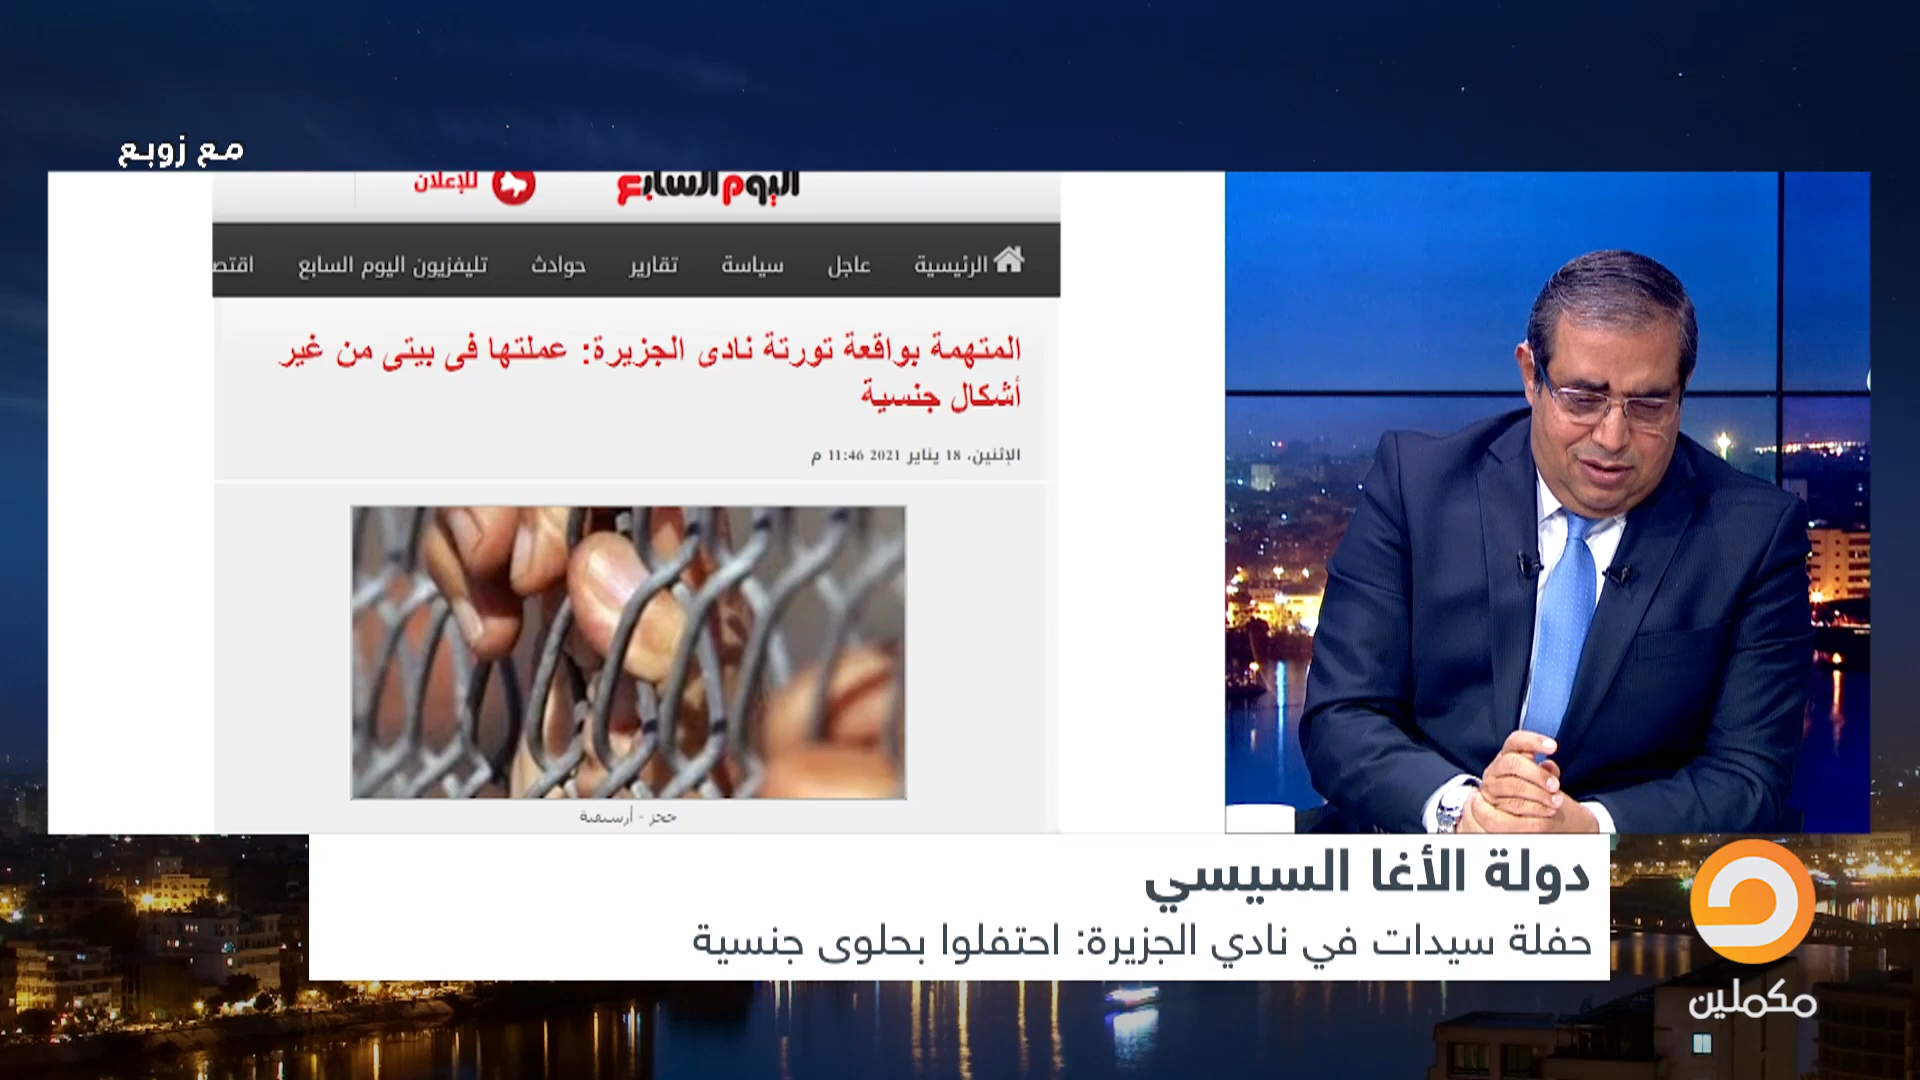 مع زوبع
اليوم السابع
للإعلان
الرئيسية عاجل سياسة تقارير حوادث تليفزيون اليوم السابع اقتص
المتهمة بواقعة تورتة نادى الجزيرة: عملتها فى بيتى من غير
أشكال جنسية
الإثنين، 18 يناير 2021 11:46 م
حجز - أرشيفية
دولة الأغا السيسي
حفلة سيدات في نادي الجزيرة: احتفلوا بحلوى جنسية
مكملين